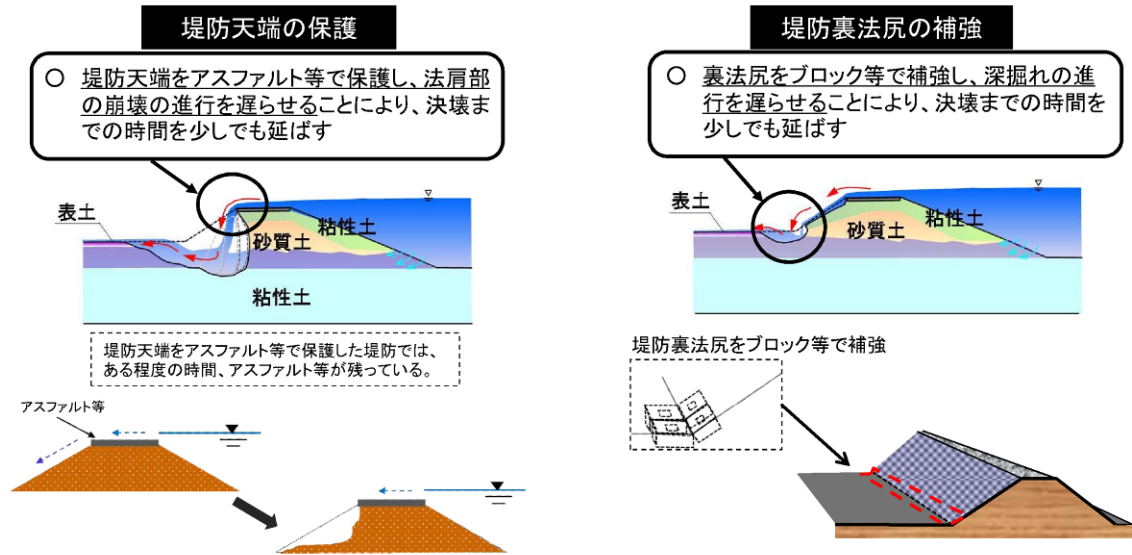 堤防天端の保護
○ 堤防天端をアスファルト等で保護し、法肩部
の崩壊の進行を遅らせることにより、決壊ま
での時間を少しでも延ばす
表土
粘性土
砂質土
粘性土
堤防天端をアスファルト等で保護した堤防では、
ある程度の時間、アスファルト等が残っている。
アスファルト等
堤防裏法尻の補強
○ 裏法尻をブロック等で補強し、深掘れの進
行を遅らせることにより、決壊までの時間を
少しでも延ばす
表土
粘性土
砂質土
堤防裏法尻をブロック等で補強